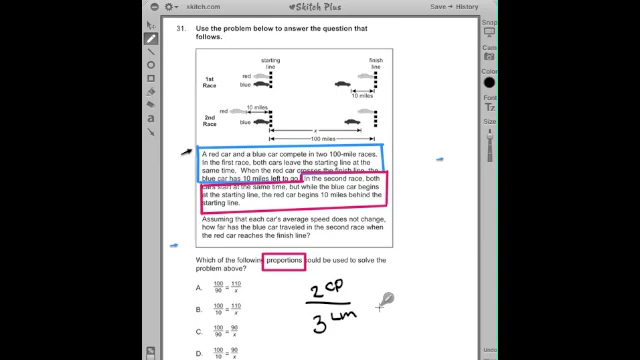 skitch.com
Skitch Plus
Save → History
31. Use the problem below to answer the question that
follows.
starting
line
finish
line
1st
Race
red
blue
10 miles
10 miles
2nd
Race
red
blue
x
100 miles
A red car and a blue car compete in two 100-mile races.
In the first race, both cars leave the starting line at the
same time. When the red car crosses the finish line, the
blue car has 10 miles left to go. In the second race, both
cars start at the same time, but while the blue car begins
at the starting line, the red car begins 10 miles behind the
starting line.
Assuming that each car's average speed does not change,
how far has the blue car traveled in the second race when
the red car reaches the finish line?
Which of the following proportions could be used to solve the
problem above?
A. 100/90 = 110/x
B. 100/10 = 110/x
C. 100/90 = 90/x
D. 100/10 = 90/x
2 cp
3 um
Snap
Size
Color
Font
Tz